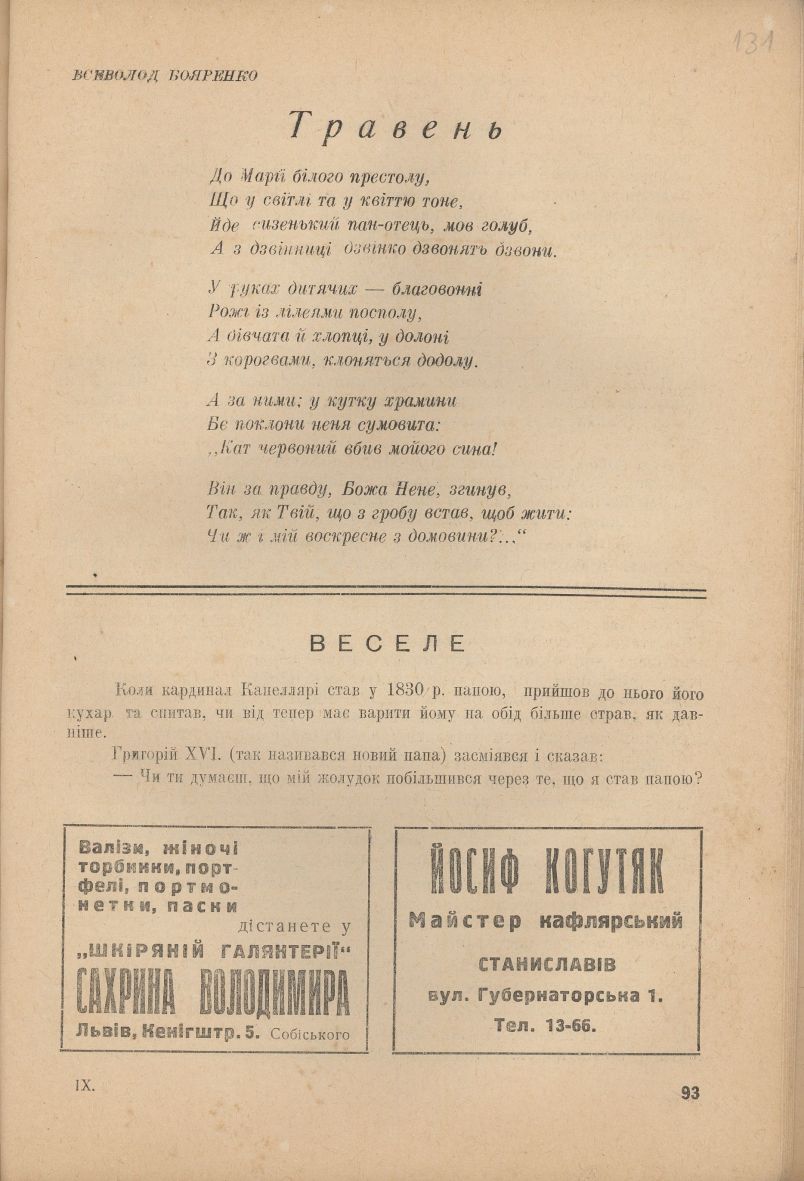 131
ВСЕВОЛОД БОЯРЕНКО
Травень
До Марії білого престолу,
Що у світлі та у квіттю тоне,
Йде сизенький пан-отець, мов голуб,
А з дзвінниці дзвінко дзвонять дзвони.
У руках дитячих — благовонні
Рожі із лілеями посполу,
А дівчата й хлопці, у долоні
З корогвами, клоняться додолу.
А за ними; у кутку храмини
Бє поклони неня сумовита:
„Кат червоний вбив мойого сина!
Він за правду, Божа Нене, згинув,
Так, як Твій, що з гробу встав, щоб жити:
Чи ж і мій воскресне з домовини?...“
ВЕСЕЛЕ
Коли кардинал Капеллярі став у 1830 р. папою, прийшов до нього його
кухар та спитав, чи від тепер має варити йому на обід більше страв, як дав-
ніше.
Григорій XVI. (так називався новий папа) засміявся і сказав:
— Чи ти думаєш, що мій жолудок побільшився через те, що я став папою?
Валізи, жіночі
торбинки, порт-
фелі, портмо-
нетки, паски
дістанете у
„ШКІРЯНІЙ ГАЛЯНТЕРІЇ“
САХРИНА ВОЛОДИМИРА
Львів, Кенігштр. 5. Собіського
ЙОСИФ КОГУТЯК
Майстер кафлярський
СТАНИСЛАВІВ
вул. Губернаторська 1.
Тел. 13-66.
IX.
93